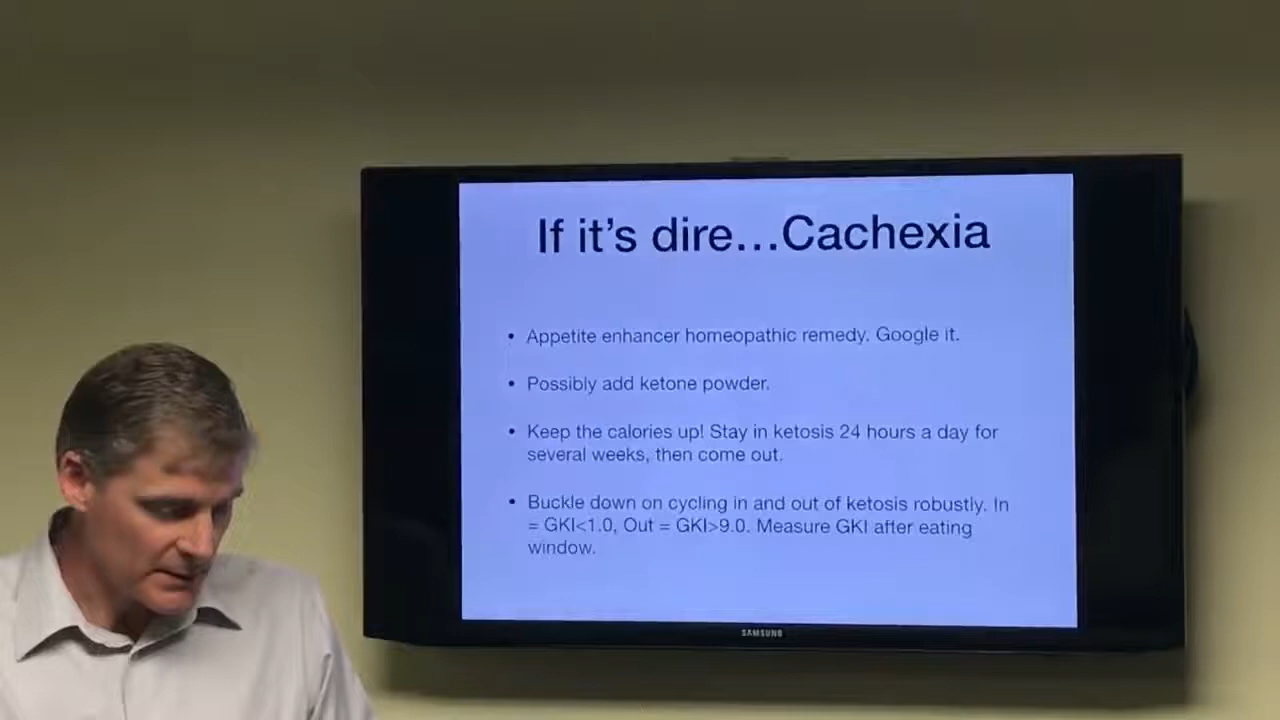 If it's dire...Cachexia
• Appetite enhancer homeopathic remedy. Google it.
• Possibly add ketone powder.
• Keep the calories up! Stay in ketosis 24 hours a day for
several weeks, then come out.
• Buckle down on cycling in and out of ketosis robustly. In
= GKI<1.0, Out = GKI>9.0. Measure GKI after eating
window.
SAMSUNG